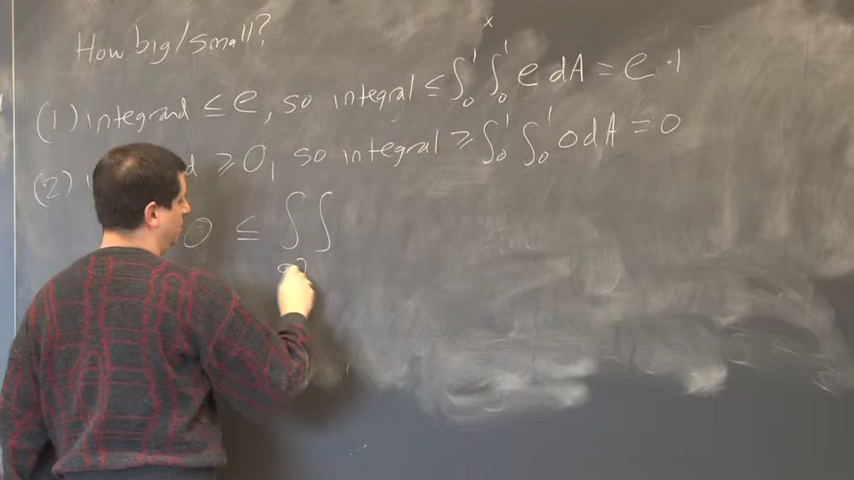 x
How big/small?
(1) integrand ≤ e, so integral ≤ ∫₀¹ ∫₀¹ e dA = e·1
(2) d ≥ 0, so integral ≥ ∫₀¹ ∫₀¹ 0 dA = 0
0 ≤ ∫∫